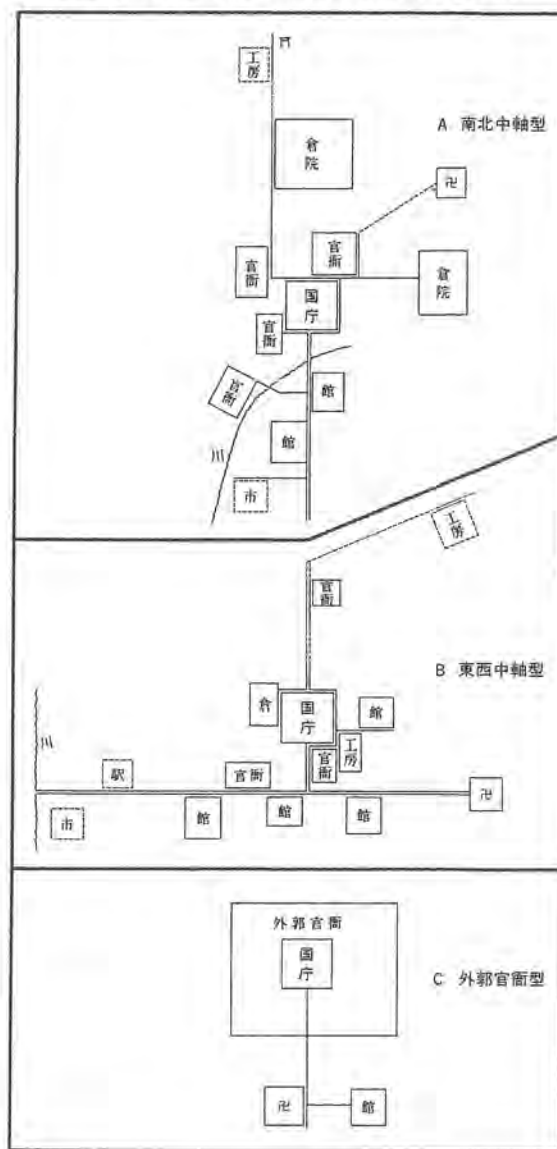 工房
A 南北中軸型
倉院
卍
官衙
官衙
倉院
国庁
官衙
官衙
館
館
川
市
工房
官衙
B 東西中軸型
倉
国庁
館
川
工房
官衙
駅
官衙
卍
市
館
館
館
外郭官衙
国庁
C 外郭官衙型
卍
館